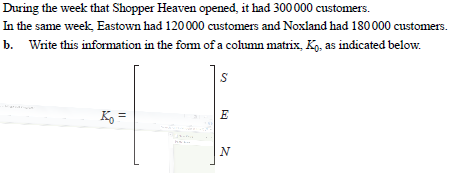 During the week that Shopper Heaven opened, it had 300 000 customers.
In the same week, Eastown had 120 000 customers and Noxland had 180 000 customers.
b. Write this information in the form of a column matrix, K₀, as indicated below.
S
K₀ = E
N